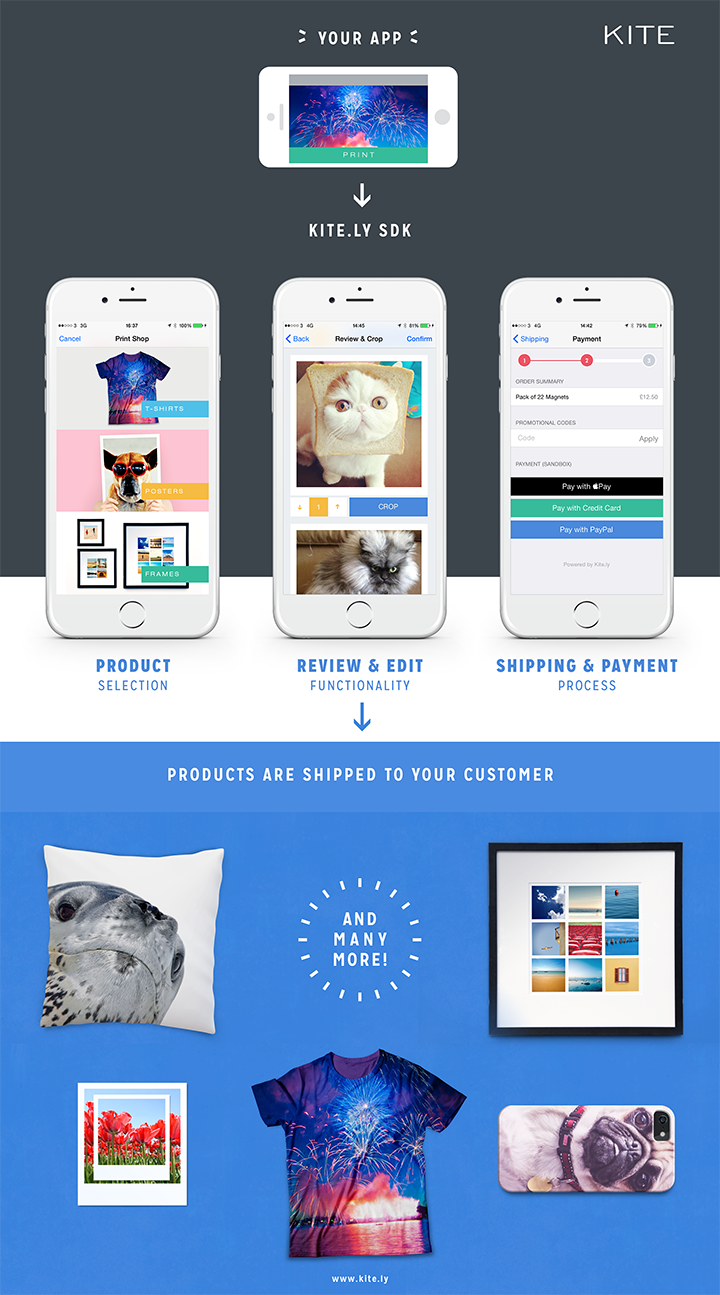 YOUR APP
KITE
PRINT
KITE.LY SDK
3 3G 16:37 100%
Cancel Print Shop
T-SHIRTS
POSTERS
FRAMES
3 4G 14:45 81%
Back Review & Crop Confirm
1 CROP
3 4G 14:42 79%
Shipping Payment
1 2 3
ORDER SUMMARY
Pack of 22 Magnets £12.50
PROMOTIONAL CODES
Code Apply
PAYMENT (SANDBOX)
Pay with Pay
Pay with Credit Card
Pay with PayPal
Powered by Kite.ly
PRODUCT
SELECTION
REVIEW & EDIT
FUNCTIONALITY
SHIPPING & PAYMENT
PROCESS
PRODUCTS ARE SHIPPED TO YOUR CUSTOMER
AND
MANY
MORE!
www.kite.ly